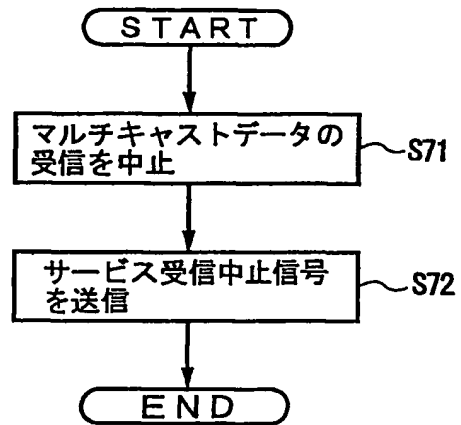 START
マルチキャストデータの
受信を中止
S71
サービス受信中止信号
を送信
S72
END